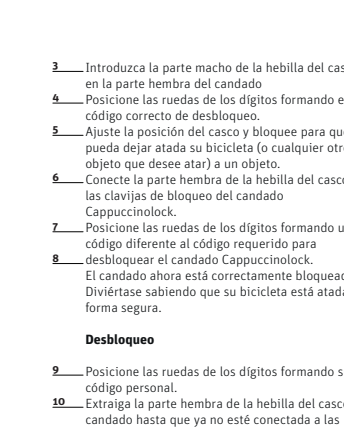 3 Introduzca la parte macho de la hebilla del cas
en la parte hembra del candado
4 Posicione las ruedas de los dígitos formando e
código correcto de desbloqueo.
5 Ajuste la posición del casco y bloquee para que
pueda dejar atada su bicicleta (o cualquier otro
objeto que desee atar) a un objeto.
6 Conecte la parte hembra de la hebilla del casco
las clavijas de bloqueo del candado
Cappuccinolock.
7 Posicione las ruedas de los dígitos formando u
código diferente al código requerido para
8 desbloquear el candado Cappuccinolock.
El candado ahora está correctamente bloquead
Diviértase sabiendo que su bicicleta está atada
forma segura.
Desbloqueo
9 Posicione las ruedas de los dígitos formando s
código personal.
10 Extraiga la parte hembra de la hebilla del casco
candado hasta que ya no esté conectada a las